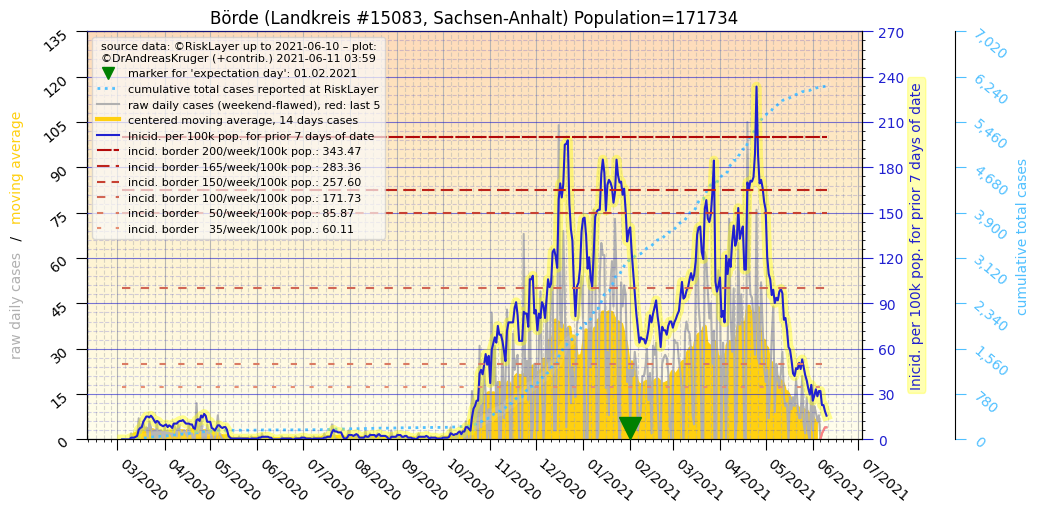 Börde (Landkreis #15083, Sachsen-Anhalt) Population=171734
source data: ©RiskLayer up to 2021-06-10 – plot:
©DrAndreasKruger (+contrib.) 2021-06-11 03:59
marker for 'expectation day': 01.02.2021
cumulative total cases reported at RiskLayer
raw daily cases (weekend-flawed), red: last 5
centered moving average, 14 days cases
Inicid. per 100k pop. for prior 7 days of date
incid. border 200/week/100k pop.: 343.47
incid. border 165/week/100k pop.: 283.36
incid. border 150/week/100k pop.: 257.60
incid. border 100/week/100k pop.: 171.73
incid. border   50/week/100k pop.: 85.87
incid. border   35/week/100k pop.: 60.11
raw daily cases / moving average
135
120
105
90
75
60
45
30
15
0
03/2020
04/2020
05/2020
06/2020
07/2020
08/2020
09/2020
10/2020
11/2020
12/2020
01/2021
02/2021
03/2021
04/2021
05/2021
06/2021
07/2021
270
240
210
180
150
120
90
60
30
0
Inicid. per 100k pop. for prior 7 days of date
7,020
6,240
5,460
4,680
3,900
3,120
2,340
1,560
780
0
cumulative total cases